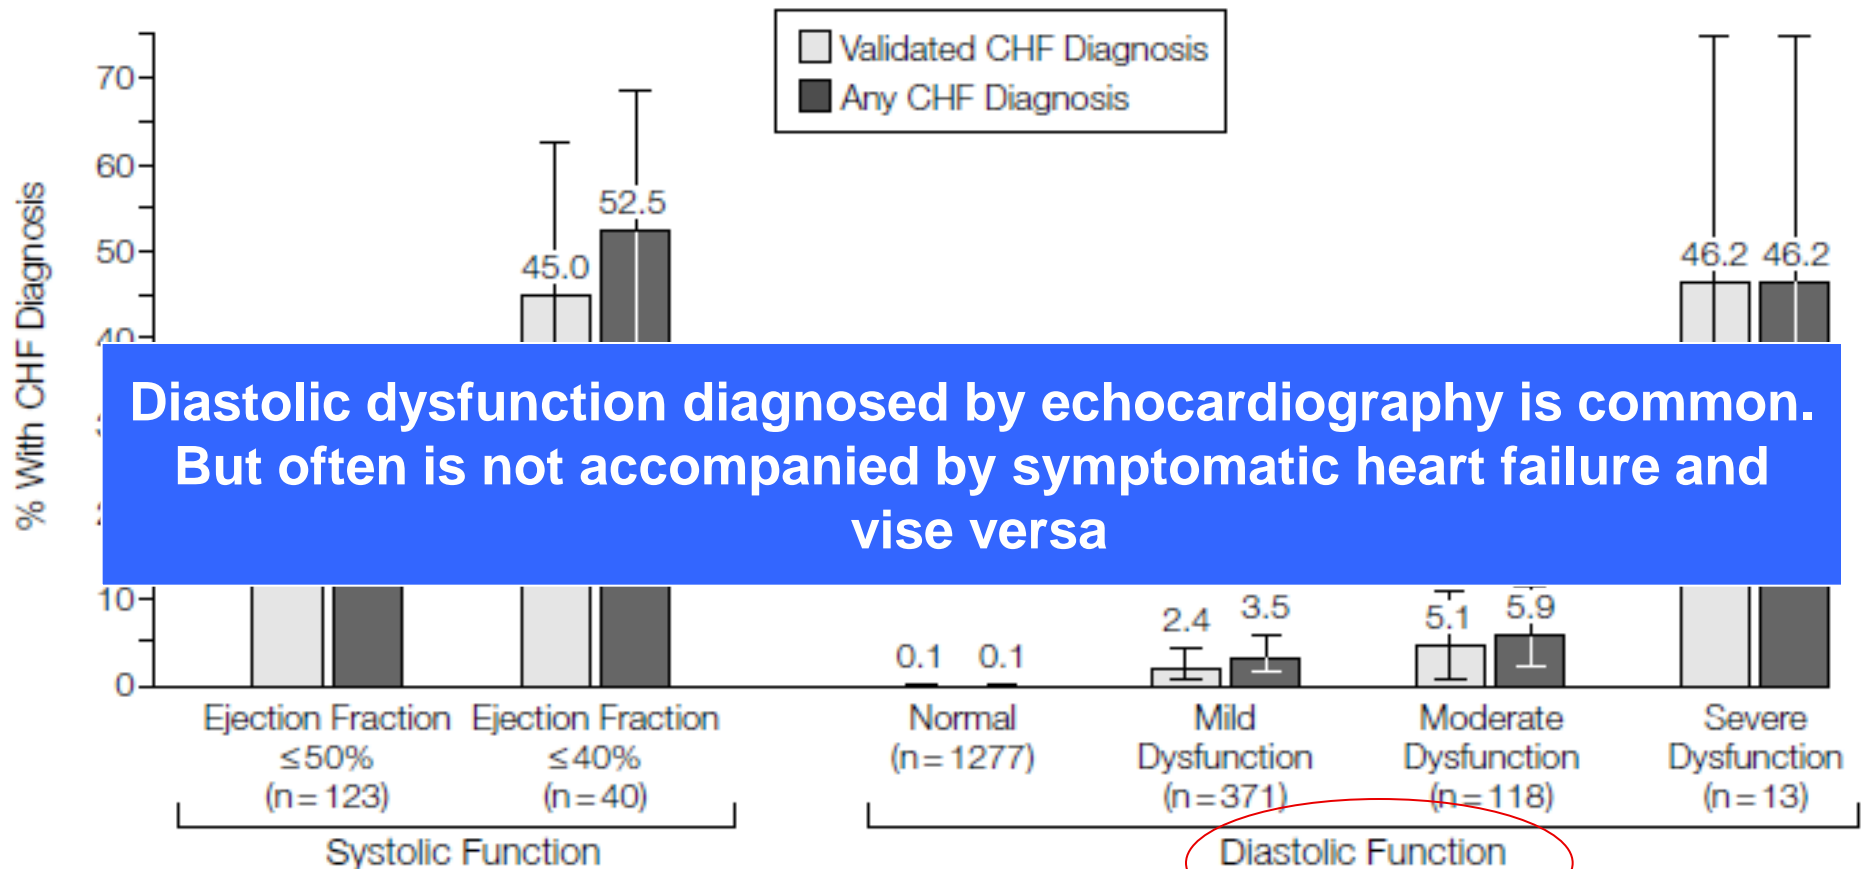 Validated CHF Diagnosis
Any CHF Diagnosis
% With CHF Diagnosis
70
60
50
40
10
0
45.0
52.5
46.2 46.2
Diastolic dysfunction diagnosed by echocardiography is common.
But often is not accompanied by symptomatic heart failure and
vise versa
0.1 0.1
2.4 3.5
5.1 5.9
Ejection Fraction
≤50%
(n=123)
Ejection Fraction
≤40%
(n=40)
Normal
(n=1277)
Mild
Dysfunction
(n=371)
Moderate
Dysfunction
(n=118)
Severe
Dysfunction
(n=13)
Systolic Function
Diastolic Function